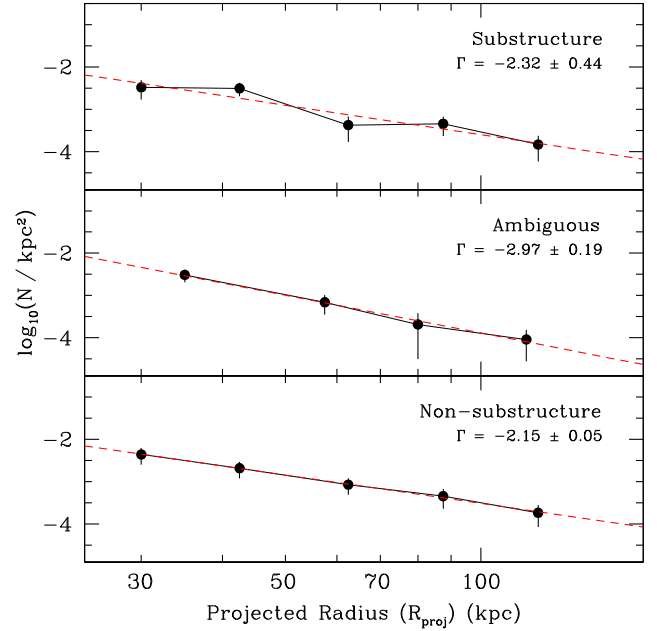 Substructure
Γ = −2.32 ± 0.44
−2
−4
Ambiguous
Γ = −2.97 ± 0.19
−2
−4
log₁₀(N / kpc²)
Non-substructure
Γ = −2.15 ± 0.05
−2
−4
30 50 70 100
Projected Radius (R_proj) (kpc)